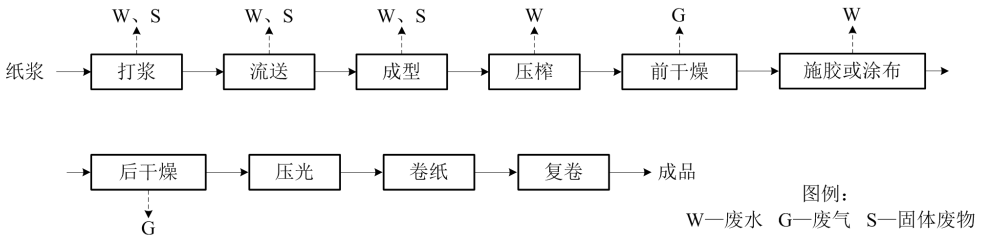 W、S W、S W、S W G W
纸浆 打浆 流送 成型 压榨 前干燥 施胶或涂布
后干燥 压光 卷纸 复卷 成品
G
图例：
W—废水 G—废气 S—固体废物